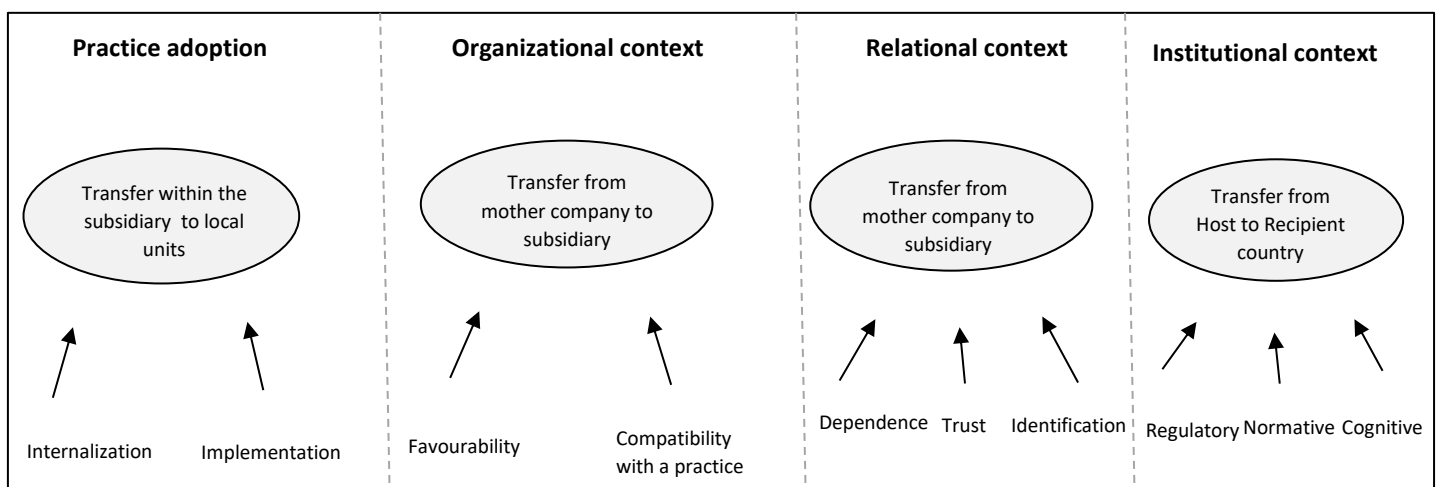 Practice adoption
Organizational context
Relational context
Institutional context
Transfer within the
subsidiary to local
units
Transfer from
mother company to
subsidiary
Transfer from
mother company to
subsidiary
Transfer from
Host to Recipient
country
Internalization
Implementation
Favourability
Compatibility
with a practice
Dependence
Trust
Identification
Regulatory
Normative
Cognitive